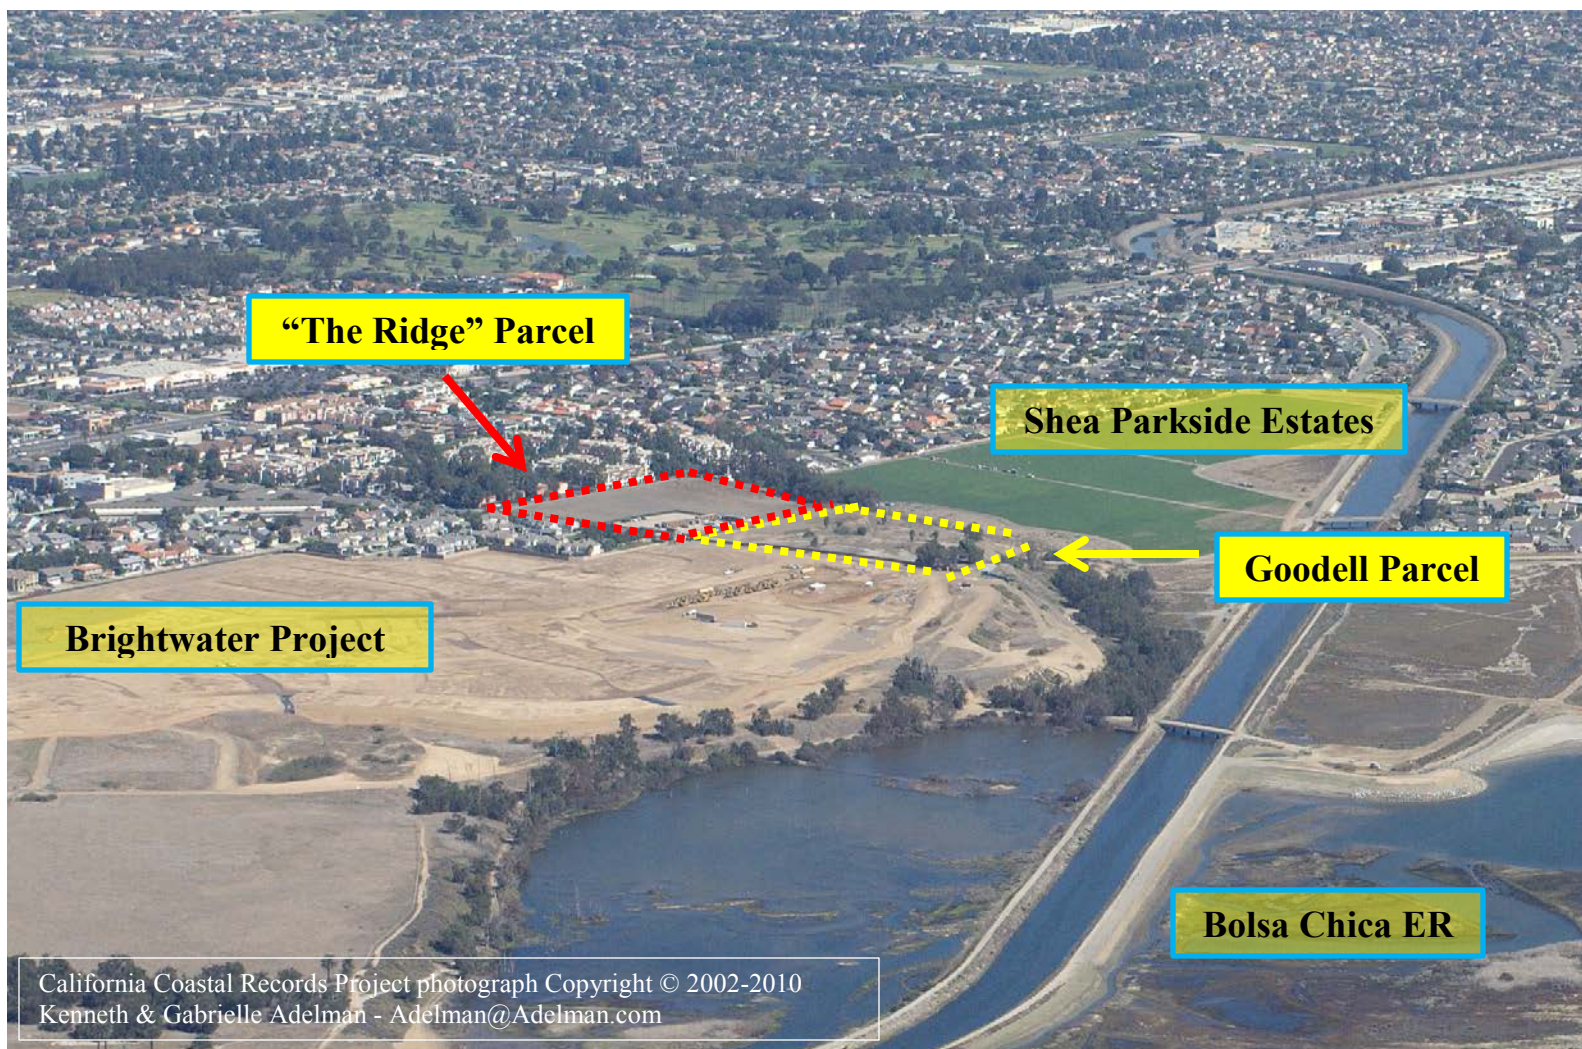 “The Ridge” Parcel
Shea Parkside Estates
Goodell Parcel
Brightwater Project
Bolsa Chica ER
California Coastal Records Project photograph Copyright © 2002-2010
Kenneth & Gabrielle Adelman - Adelman@Adelman.com